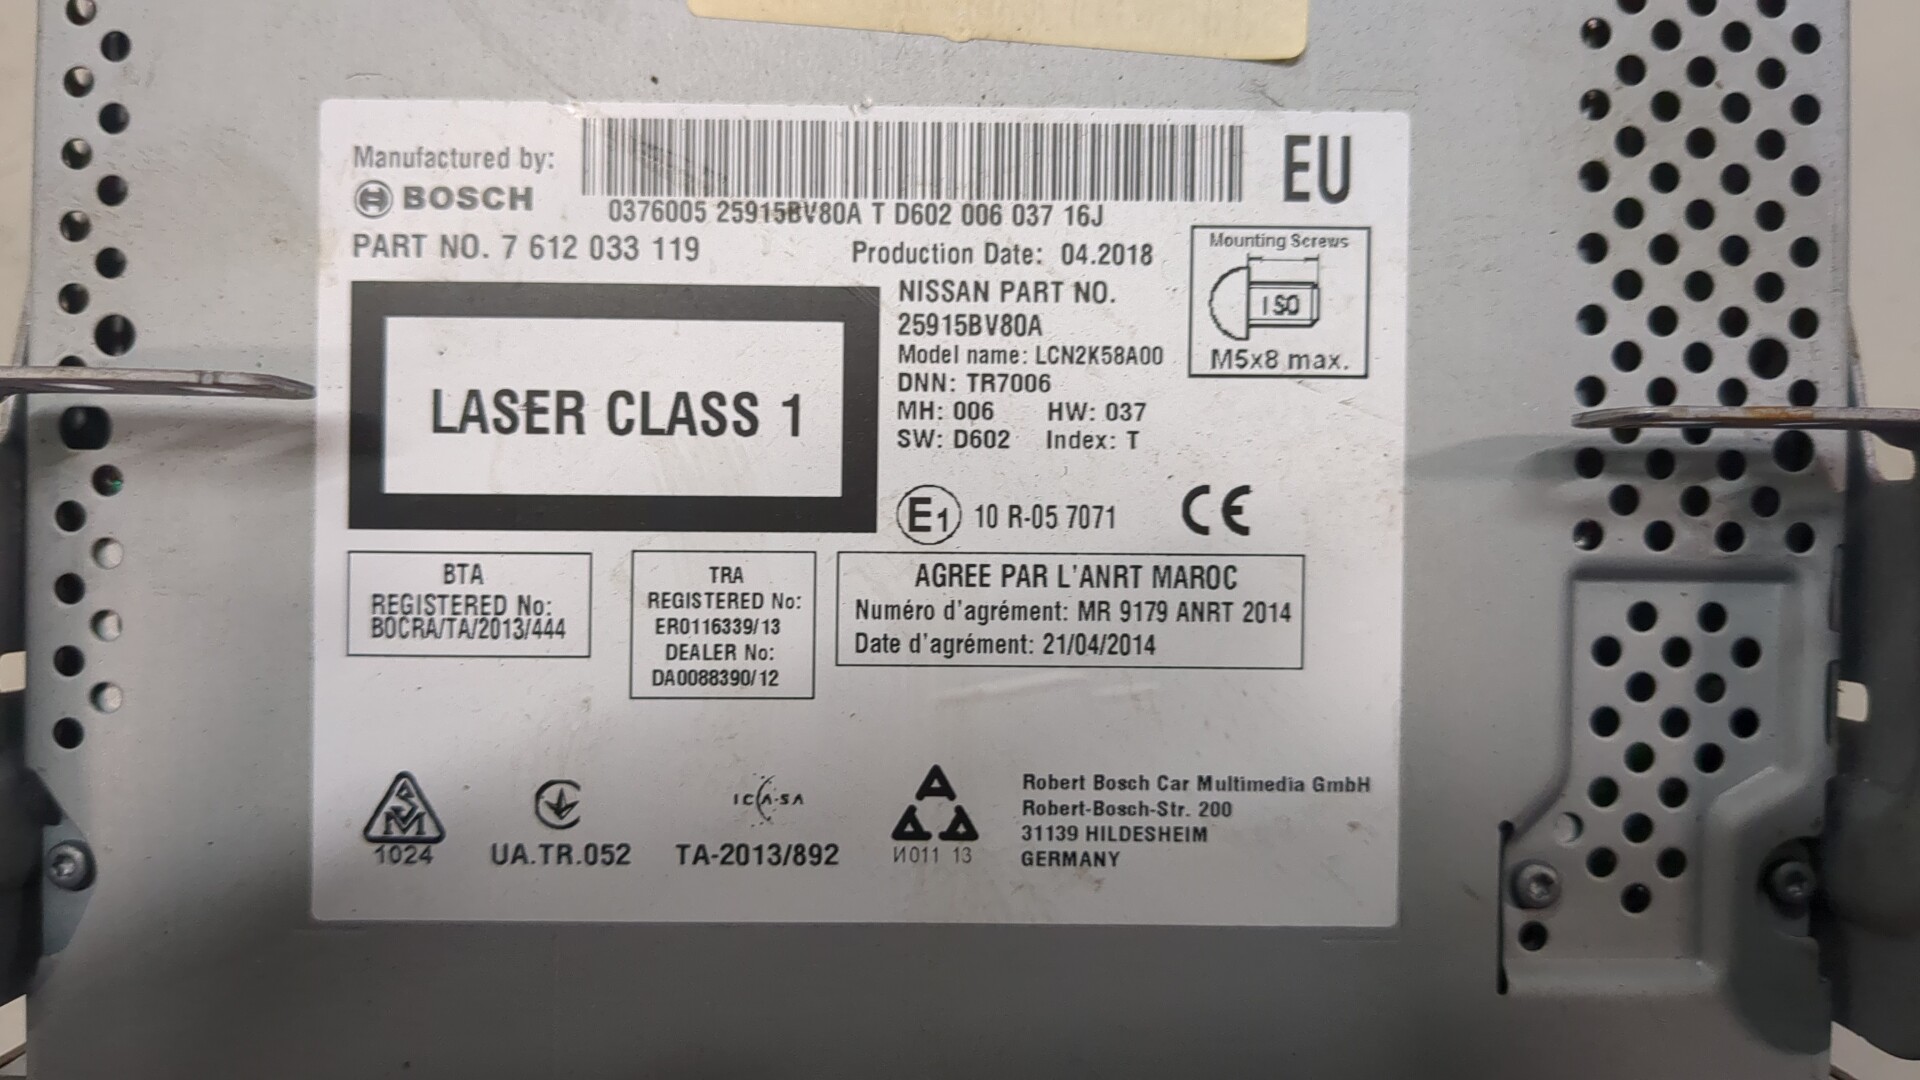 Manufactured by:
BOSCH
EU
0376005 25915BV80A T D602 006 037 16J
PART NO. 7 612 033 119
Production Date: 04.2018
Mounting Screws
ISO
M5x8 max.
LASER CLASS 1
NISSAN PART NO.
25915BV80A
Model name: LCN2K58A00
DNN: TR7006
MH: 006 HW: 037
SW: D602 Index: T
E1 10 R-05 7071 CE
BTA
REGISTERED No:
BOCRA/TA/2013/444
TRA
REGISTERED No:
ER0116339/13
DEALER No:
DA0088390/12
AGREE PAR L'ANRT MAROC
Numéro d'agrément: MR 9179 ANRT 2014
Date d'agrément: 21/04/2014
SM
1024
UA.TR.052
ICASA
TA-2013/892
И011 13
Robert Bosch Car Multimedia GmbH
Robert-Bosch-Str. 200
31139 HILDESHEIM
GERMANY